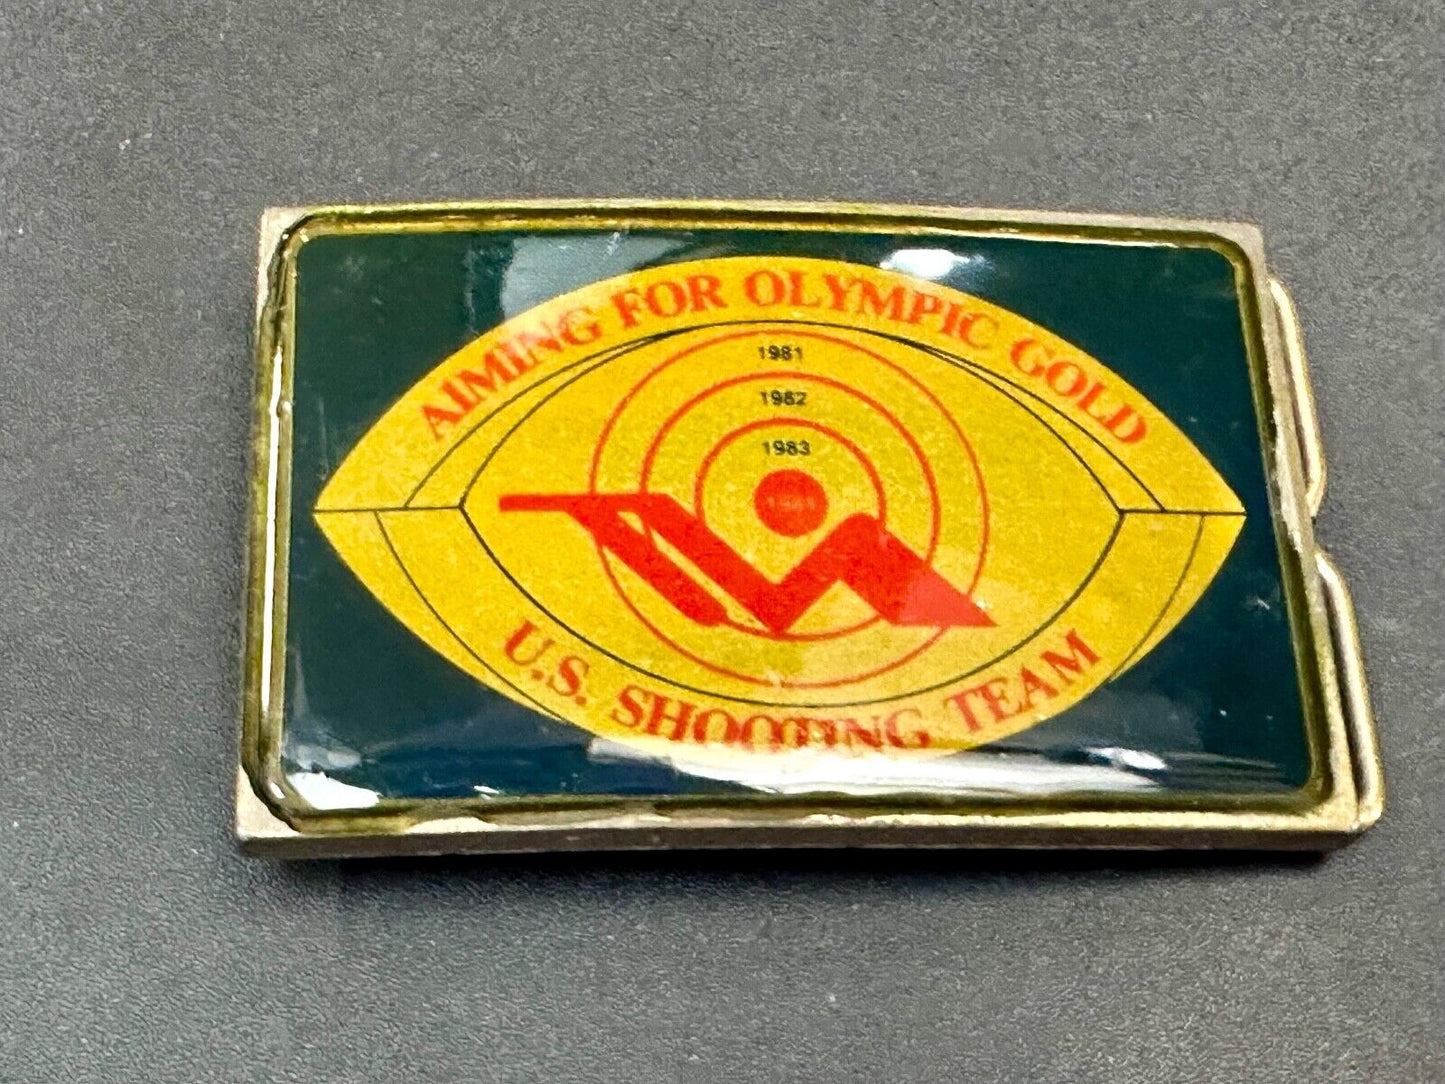 AIMING FOR OLYMPIC GOLD
1981
1982
1983
U.S. SHOOTING TEAM